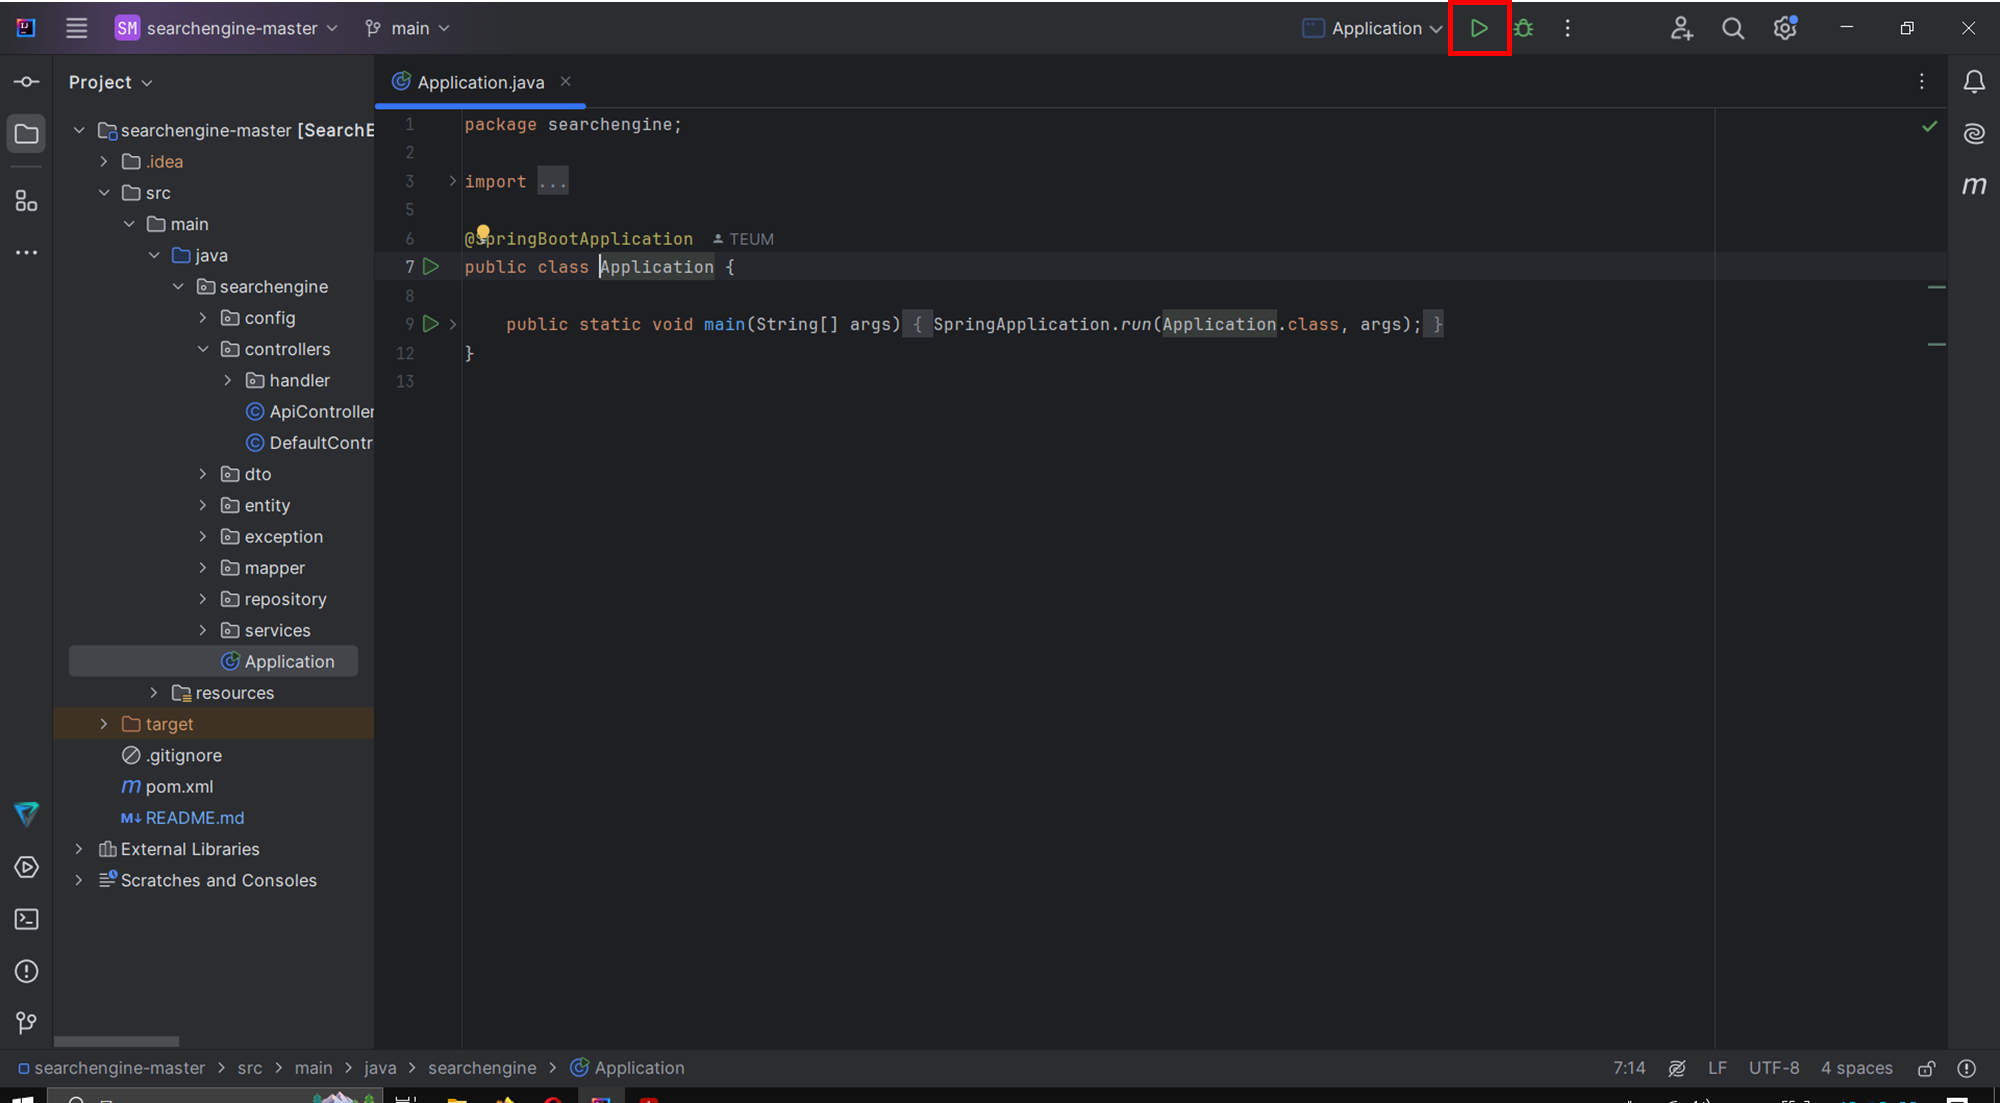 SM searchengine-master main Application
Project
Application.java
searchengine-master [SearchE
.idea
src
main
java
searchengine
config
controllers
handler
ApiController
DefaultContr
dto
entity
exception
mapper
repository
services
Application
resources
target
.gitignore
pom.xml
README.md
External Libraries
Scratches and Consoles
1 package searchengine;
2
3 import ...
5
6 @SpringBootApplication TEUM
7 public class Application {
8
9 public static void main(String[] args) { SpringApplication.run(Application.class, args); }
12 }
13
searchengine-master > src > main > java > searchengine > Application
7:14 LF UTF-8 4 spaces